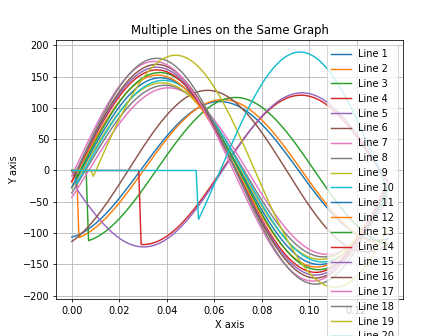 Multiple Lines on the Same Graph
200
150
100
50
0
−50
−100
−150
−200
Y axis
0.00
0.02
0.04
0.06
0.08
0.10
X axis
Line 1
Line 2
Line 3
Line 4
Line 5
Line 6
Line 7
Line 8
Line 9
Line 10
Line 11
Line 12
Line 13
Line 14
Line 15
Line 16
Line 17
Line 18
Line 19